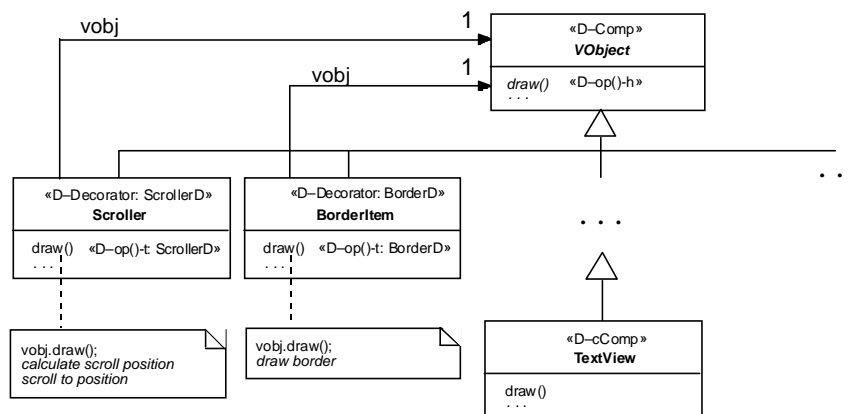 vobj
1
«D–Comp»
VObject
vobj
1
draw() «D–op()-h»
. . .
. .
«D–Decorator: ScrollerD»
Scroller
«D–Decorator: BorderD»
BorderItem
. . .
draw() «D–op()-t: ScrollerD»
. . .
draw() «D–op()-t: BorderD»
. . .
vobj.draw();
calculate scroll position
scroll to position
vobj.draw();
draw border
«D–cComp»
TextView
draw()
. . .